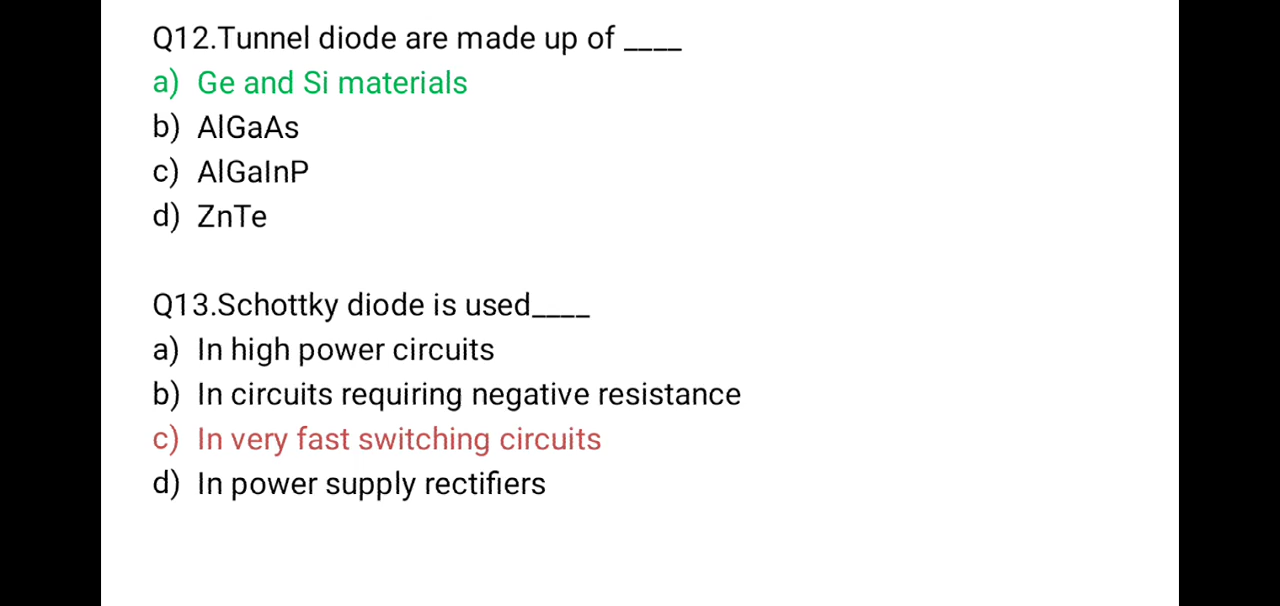 Q12.Tunnel diode are made up of ____
a) Ge and Si materials
b) AlGaAs
c) AlGaInP
d) ZnTe
Q13.Schottky diode is used____
a) In high power circuits
b) In circuits requiring negative resistance
c) In very fast switching circuits
d) In power supply rectifiers